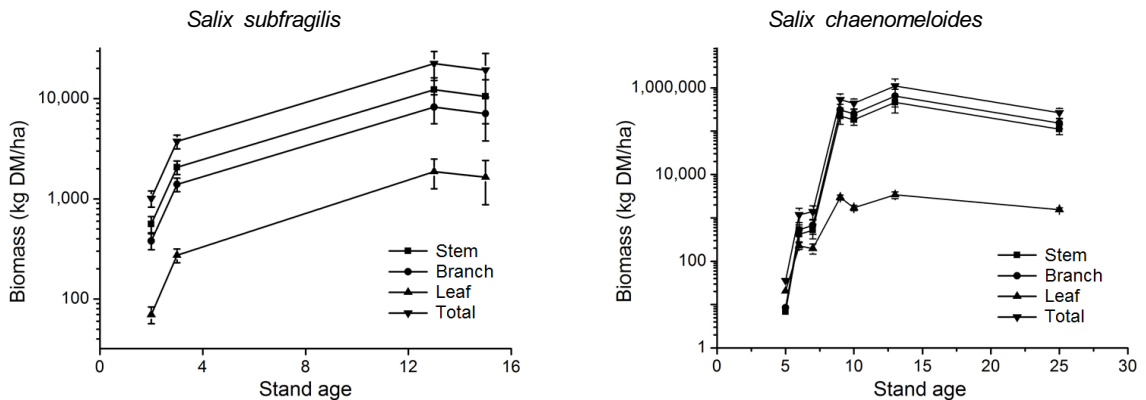 Salix subfragilis
Biomass (kg DM/ha)
10,000
1,000
100
0
4
8
12
16
Stand age
Stem
Branch
Leaf
Total
Salix chaenomeloides
Biomass (kg DM/ha)
1,000,000
10,000
100
1
0
5
10
15
20
25
30
Stand age
Stem
Branch
Leaf
Total